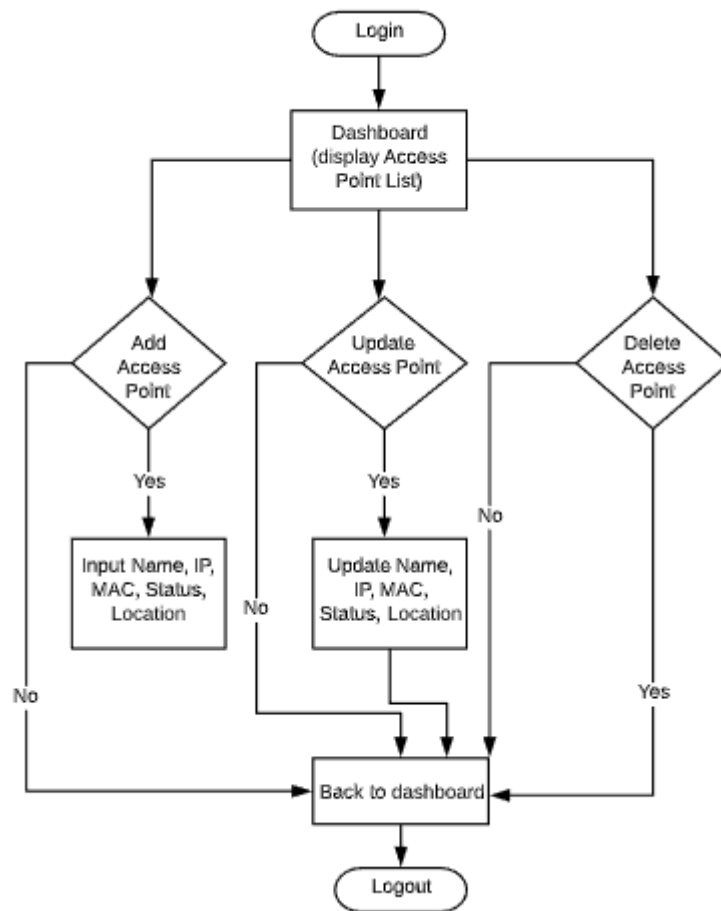 Login
Dashboard
(display Access
Point List)
Add
Access
Point
Update
Access Point
Delete
Access
Point
Yes
Yes
No
Input Name, IP,
MAC, Status,
Location
Update Name,
IP, MAC,
Status, Location
No
No
Yes
Back to dashboard
Logout